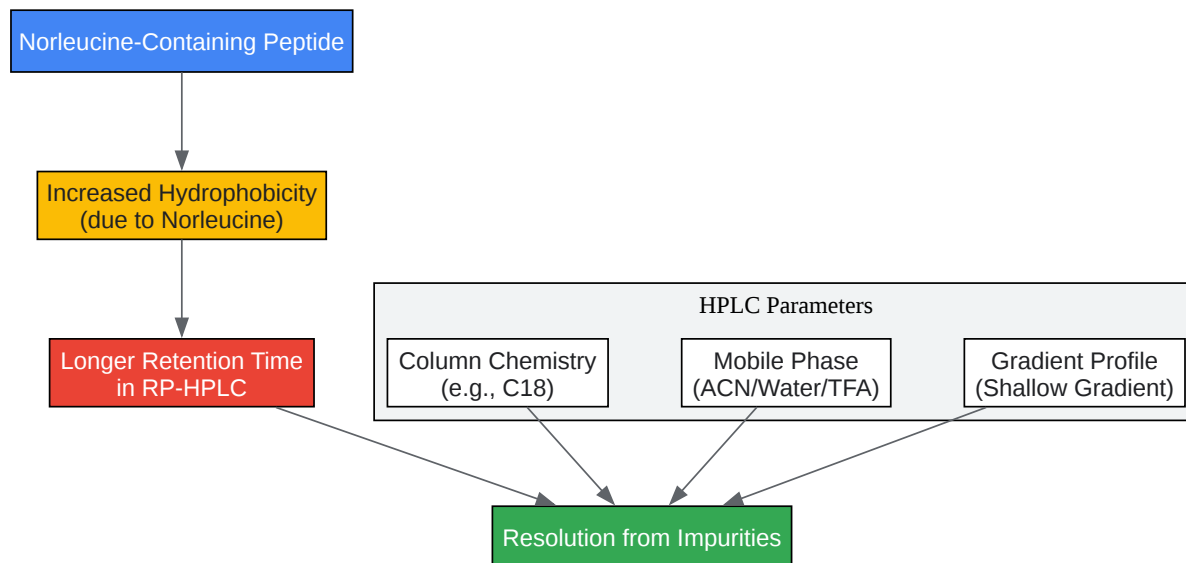 Norleucine-Containing Peptide
Increased Hydrophobicity
(due to Norleucine)
HPLC Parameters
Longer Retention Time
in RP-HPLC
Column Chemistry
(e.g., C18)
Mobile Phase
(ACN/Water/TFA)
Gradient Profile
(Shallow Gradient)
Resolution from Impurities